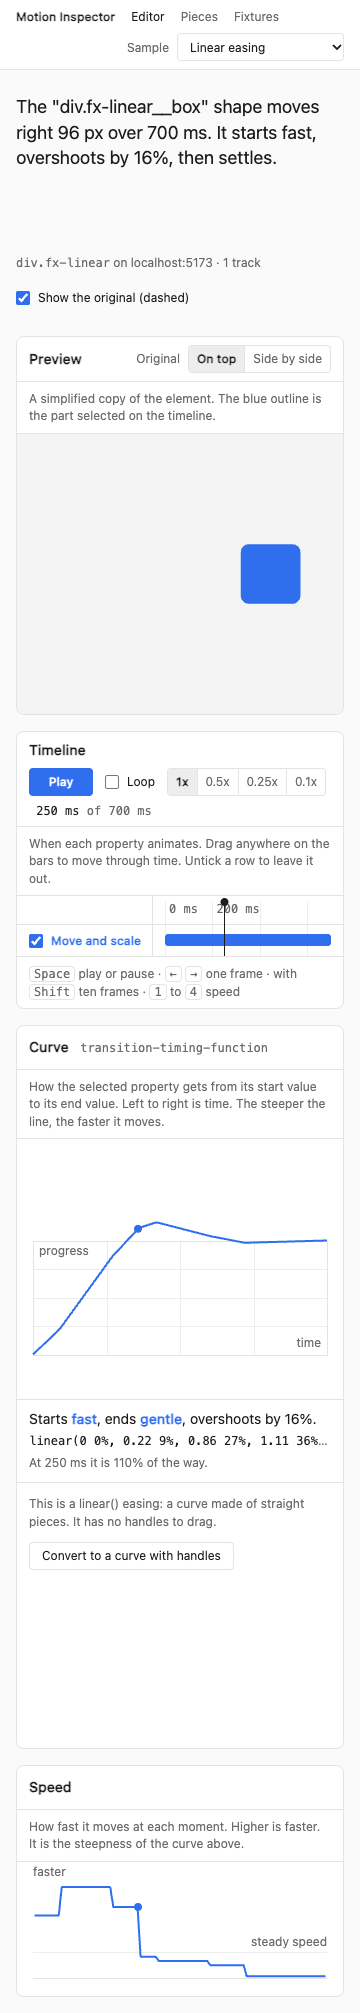 Motion Inspector Editor Pieces Fixtures
Sample Linear easing
The "div.fx-linear__box" shape moves
right 96 px over 700 ms. It starts fast,
overshoots by 16%, then settles.
div.fx-linear on localhost:5173 · 1 track
Show the original (dashed)
Preview Original On top Side by side
A simplified copy of the element. The blue outline is
the part selected on the timeline.
Timeline
Play Loop 1x 0.5x 0.25x 0.1x
250 ms of 700 ms
When each property animates. Drag anywhere on the
bars to move through time. Untick a row to leave it
out.
0 ms 200 ms
Move and scale
Space play or pause · ← → one frame · with
Shift ten frames · 1 to 4 speed
Curve transition-timing-function
How the selected property gets from its start value
to its end value. Left to right is time. The steeper the
line, the faster it moves.
progress
time
Starts fast, ends gentle, overshoots by 16%.
linear(0 0%, 0.22 9%, 0.86 27%, 1.11 36%…
At 250 ms it is 110% of the way.
This is a linear() easing: a curve made of straight
pieces. It has no handles to drag.
Convert to a curve with handles
Speed
How fast it moves at each moment. Higher is faster.
It is the steepness of the curve above.
faster
steady speed